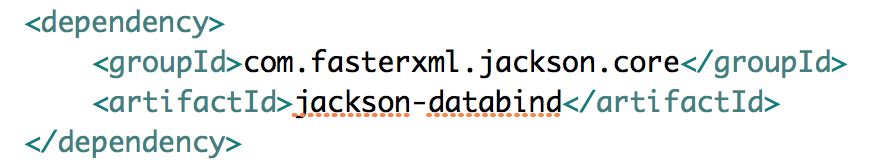 <dependency>
    <groupId>com.fasterxml.jackson.core</groupId>
    <artifactId>jackson-databind</artifactId>
</dependency>